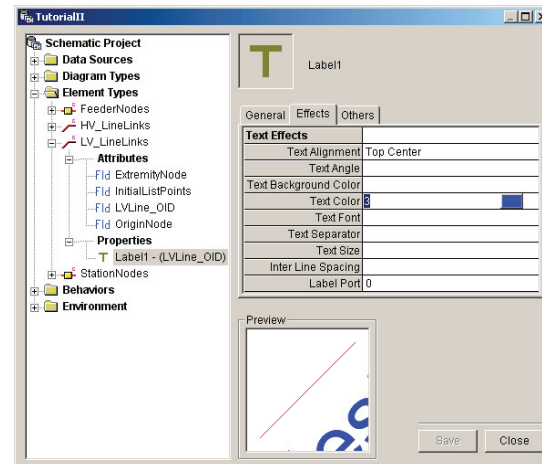 TutorialII
Schematic Project
Data Sources
Diagram Types
Element Types
FeederNodes
HV_LineLinks
LV_LineLinks
Attributes
Fld ExtremityNode
Fld InitialListPoints
Fld LVLine_OID
Fld OriginNode
Properties
T Label1 - (LVLine_OID)
StationNodes
Behaviors
Environment
T Label1
General Effects Others
Text Effects
Text Alignment Top Center
Text Angle
Text Background Color
Text Color 3
Text Font
Text Separator
Text Size
Inter Line Spacing
Label Port 0
Preview
Save Close